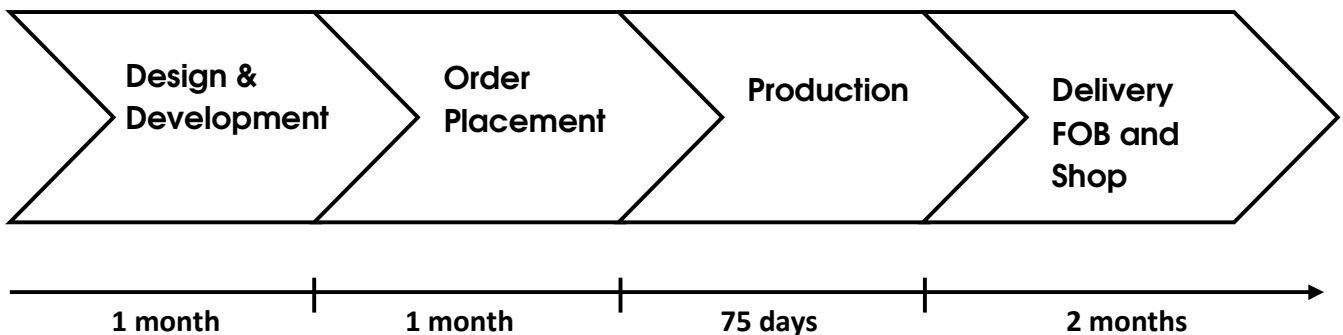 Design &
Development
Order
Placement
Production
Delivery
FOB and
Shop
1 month
1 month
75 days
2 months